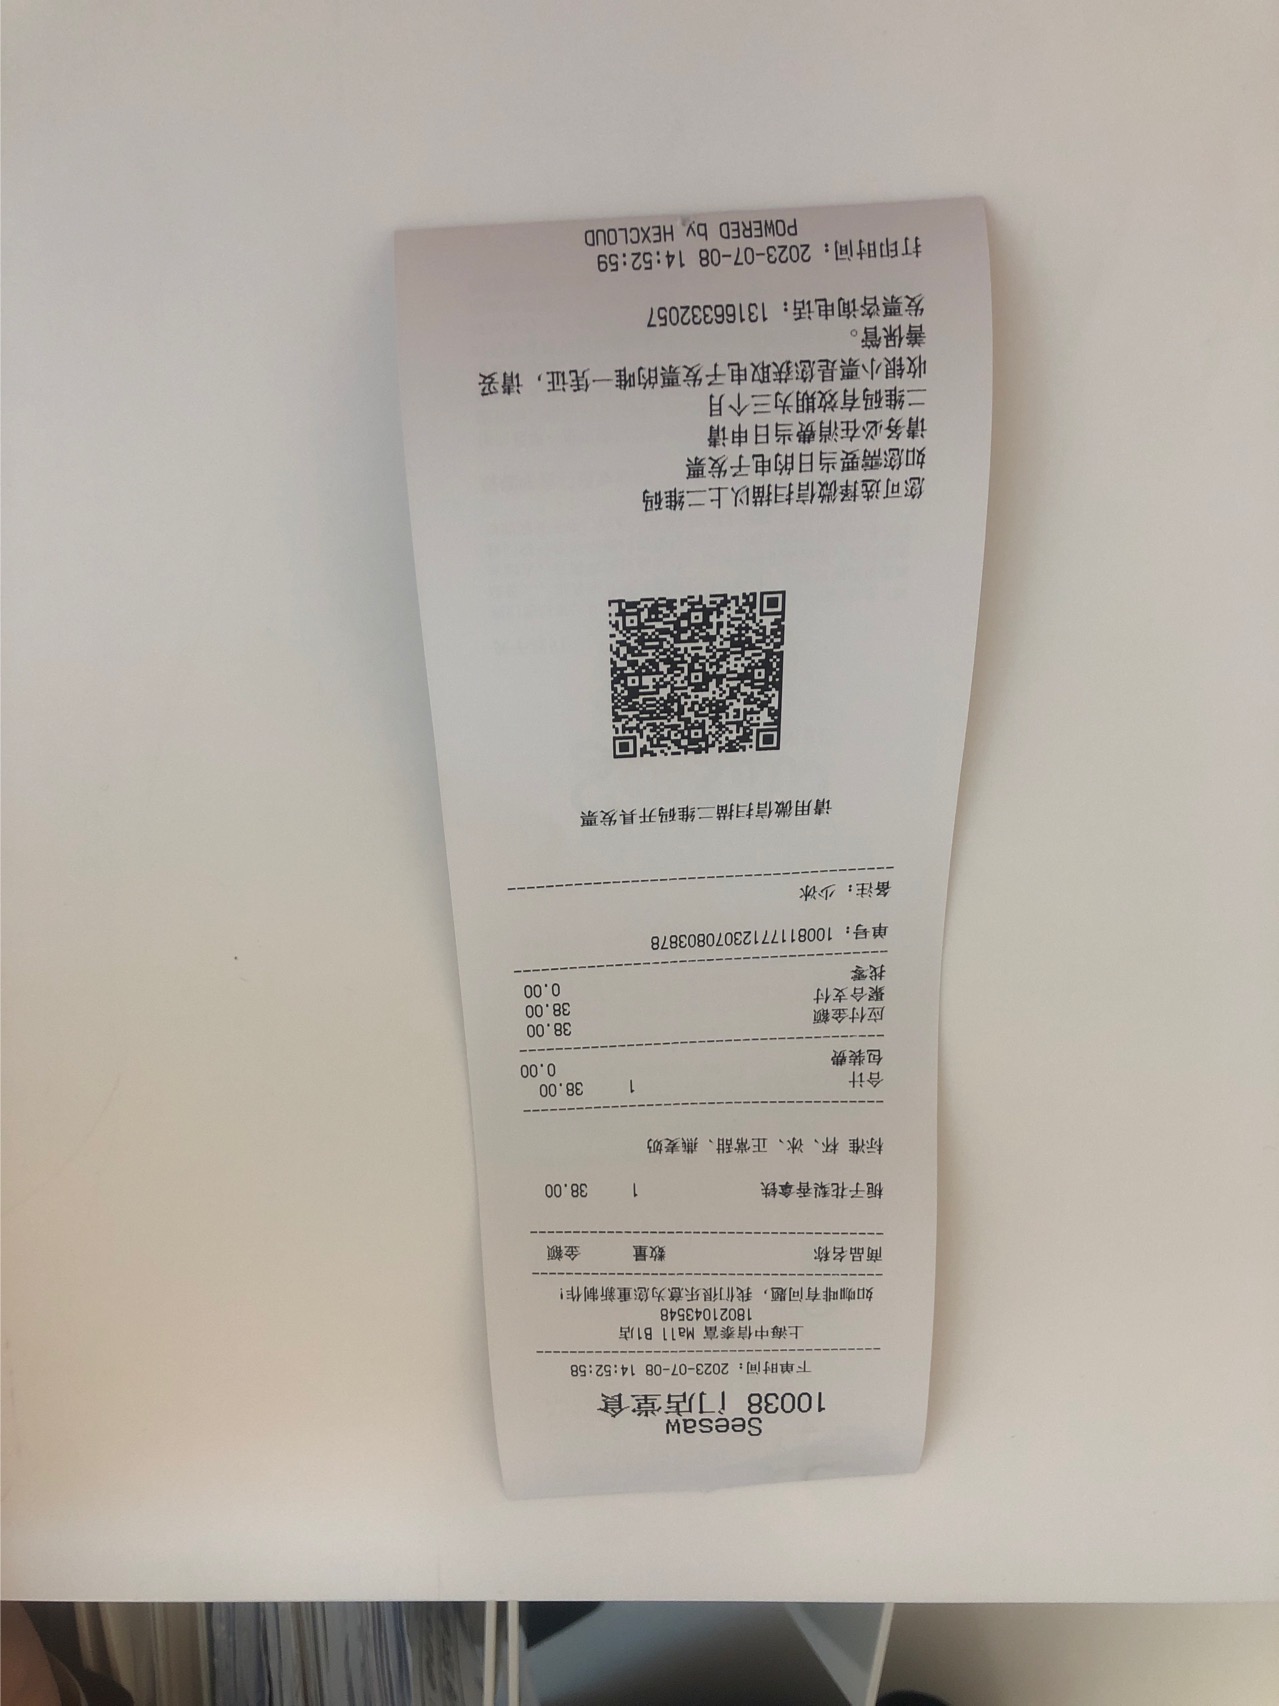 Seesaw
10038 门店堂食
下单时间: 2023-07-08 14:52:58
上海中信泰富 Mall B1店
18021043548
如咖啡有问题, 我们很乐意为您重新制作!
商品名称 数量 金额
栀子花梨香拿铁 1 38.00
标准 杯、冰、正常甜、燕麦奶
合计 1 38.00
包装费 0.00
应付金额 38.00
聚合支付 38.00
找零 0.00
单号: 1008111771230708803878
备注: 少冰
请用微信扫描二维码开具发票
您可选择微信扫描以上二维码
如您需要当日的电子发票
请务必在消费当日申请
二维码有效期为三个月
收银小票是您获取电子发票的唯一凭证, 请妥
善保管。
发票咨询电话: 13166332057
打印时间: 2023-07-08 14:52:59
POWERED by HEXCLOUD